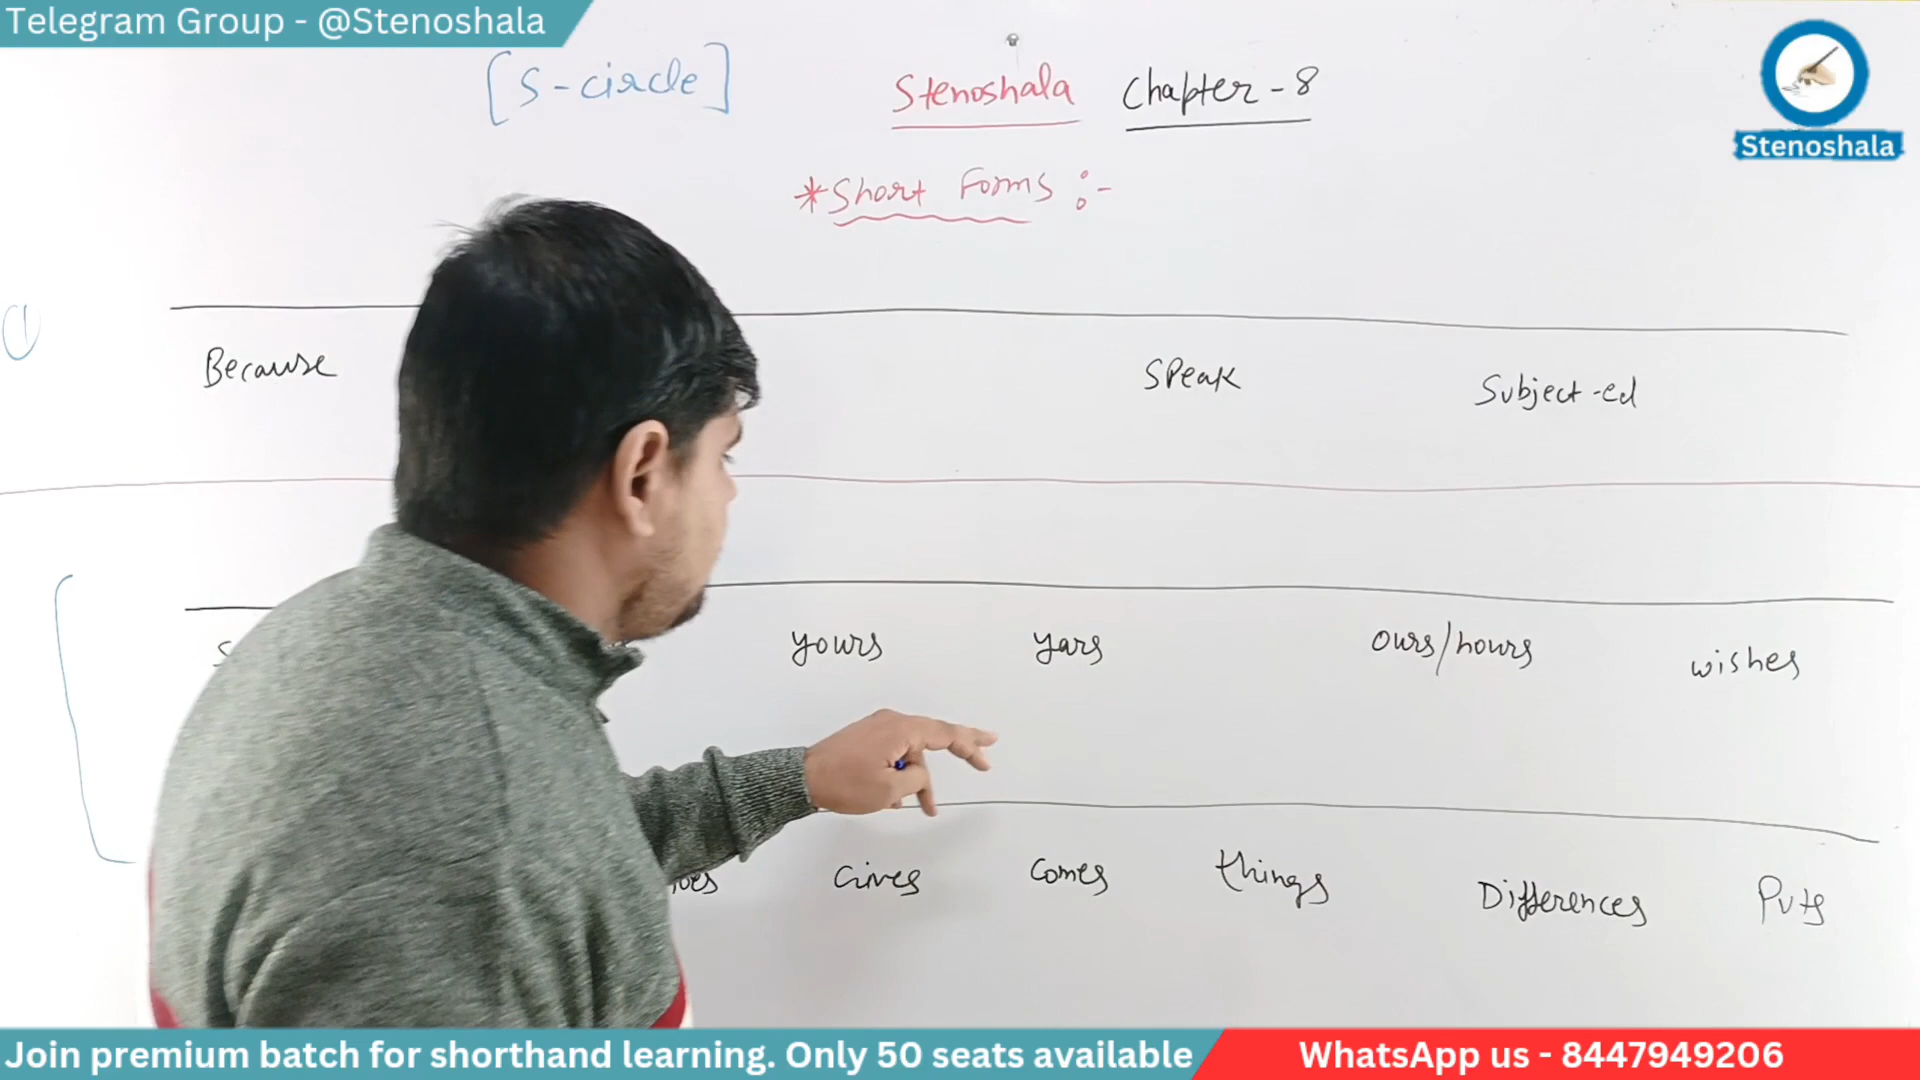 Telegram Group - @Stenoshala
[S-circle] Stenoshala Chapter-8
Stenoshala
*Short Forms :-
1
Because Speak Subject-ed
yours yars ours/hours wishes
Gives Comes things Differences Puts
Join premium batch for shorthand learning. Only 50 seats available
WhatsApp us - 8447949206